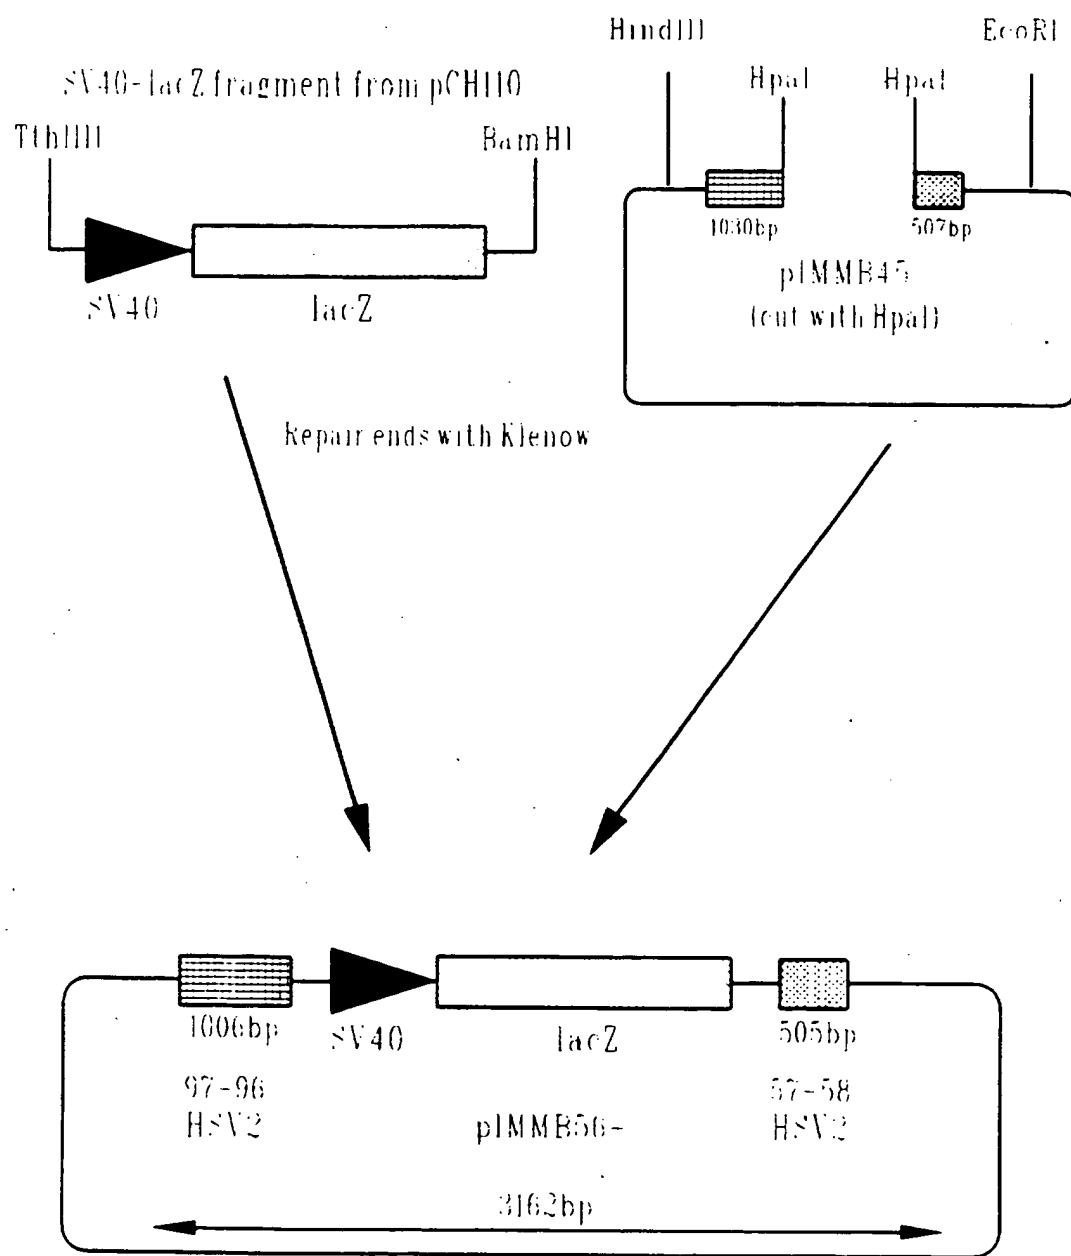 HindIII
EcoRI
SV40-lacZ fragment from pCH110
HpaI
HpaI
Tth1111
BamHI
1030bp
507bp
SV40
lacZ
pIMMB45
(cut with HpaI)
Repair ends with Klenow
1006bp
SV40
lacZ
505bp
97-96
HSV2
57-58
HSV2
pIMMB56-
3162bp